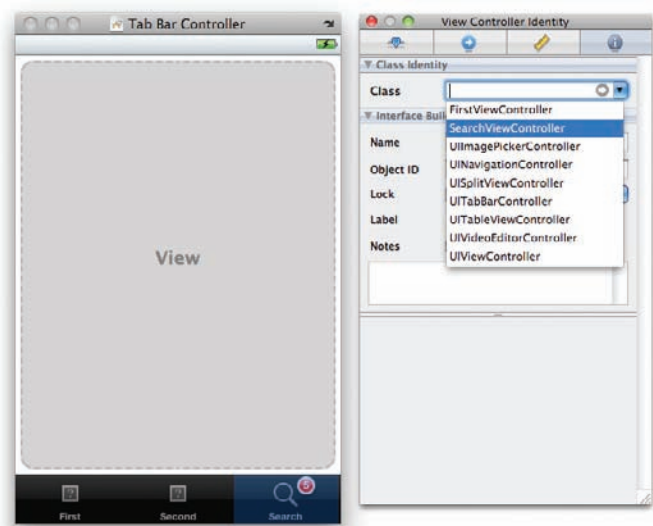 Tab Bar Controller
View
First
Second
5
Search
View Controller Identity
Class Identity
Class
FirstViewController
SearchViewController
UIImagePickerController
UINavigationController
UISplitViewController
UITabBarController
UITableViewController
UIVideoEditorController
UIViewController
Interface Buil
Name
Object ID
Lock
Label
Notes